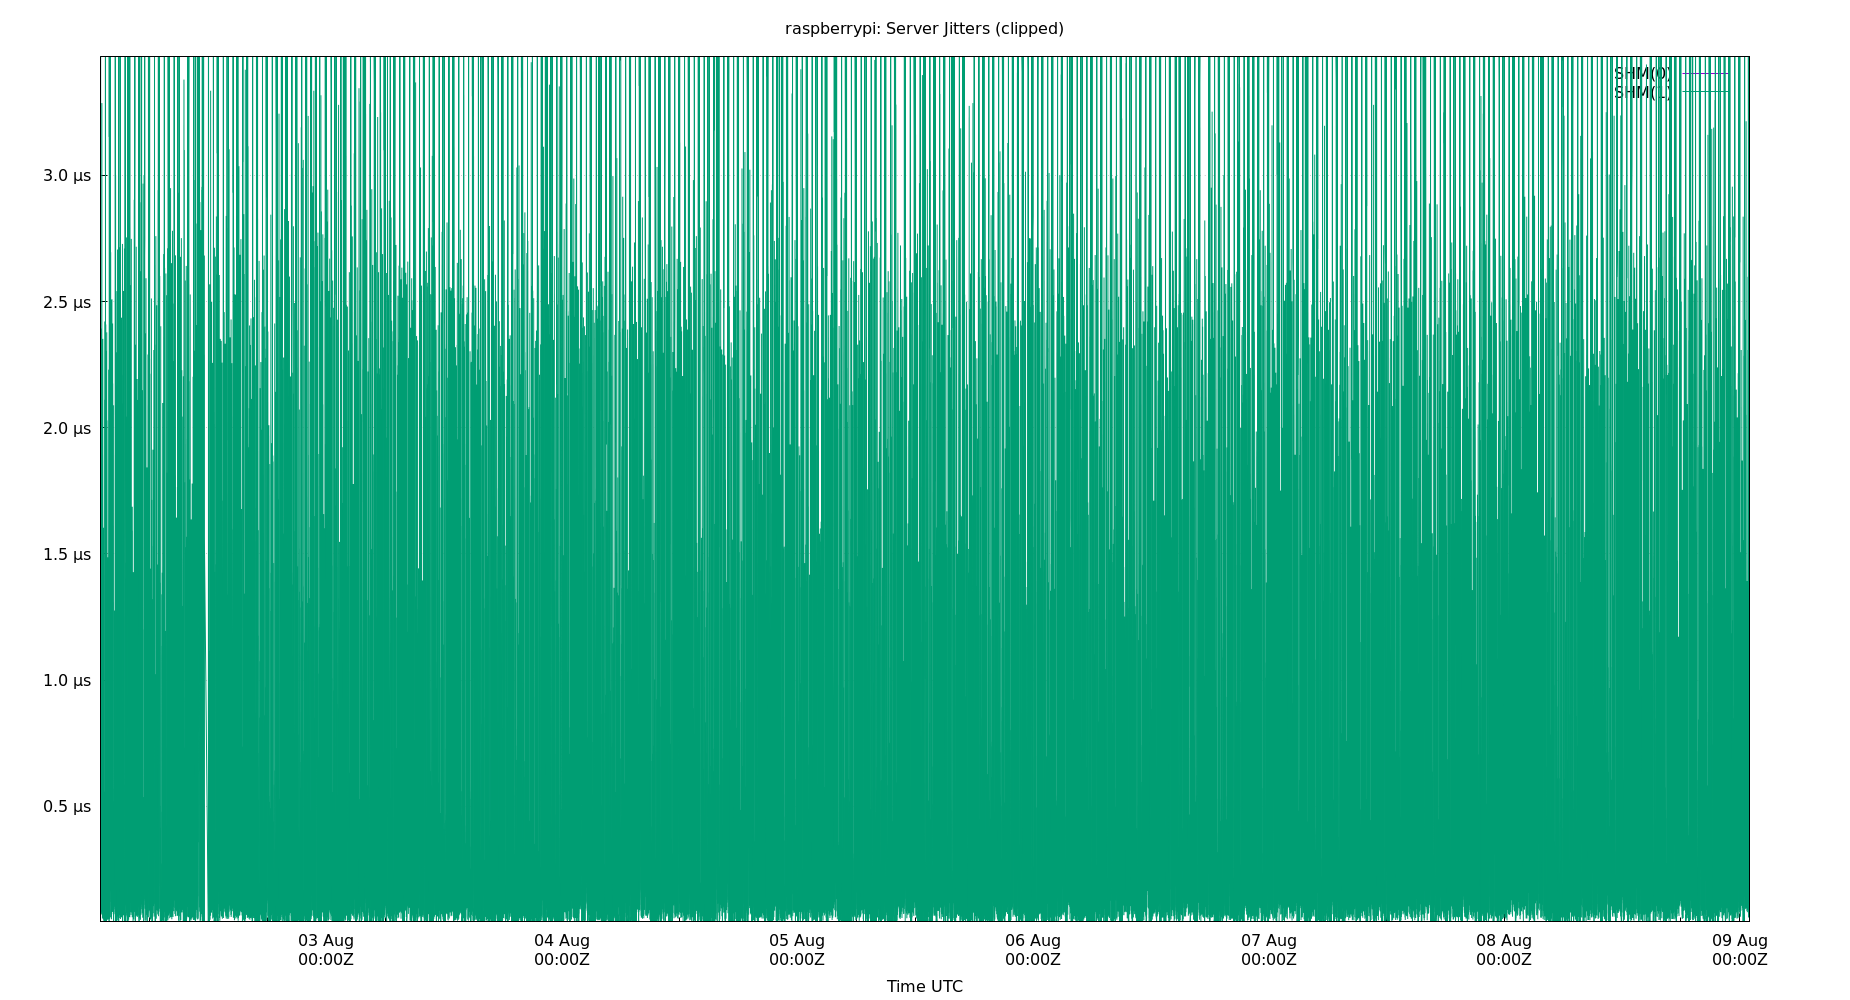 raspberrypi: Server Jitters (clipped)
SHM(0)
SHM(1)
3.0 µs
2.5 µs
2.0 µs
1.5 µs
1.0 µs
0.5 µs
03 Aug
00:00Z
04 Aug
00:00Z
05 Aug
00:00Z
06 Aug
00:00Z
07 Aug
00:00Z
08 Aug
00:00Z
09 Aug
00:00Z
Time UTC